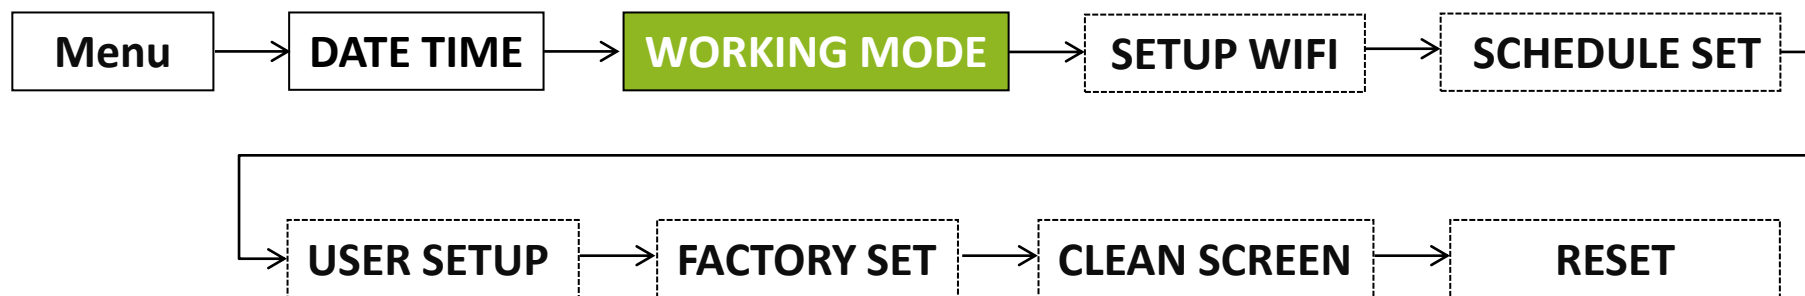 Menu
DATE TIME
WORKING MODE
SETUP WIFI
SCHEDULE SET
USER SETUP
FACTORY SET
CLEAN SCREEN
RESET